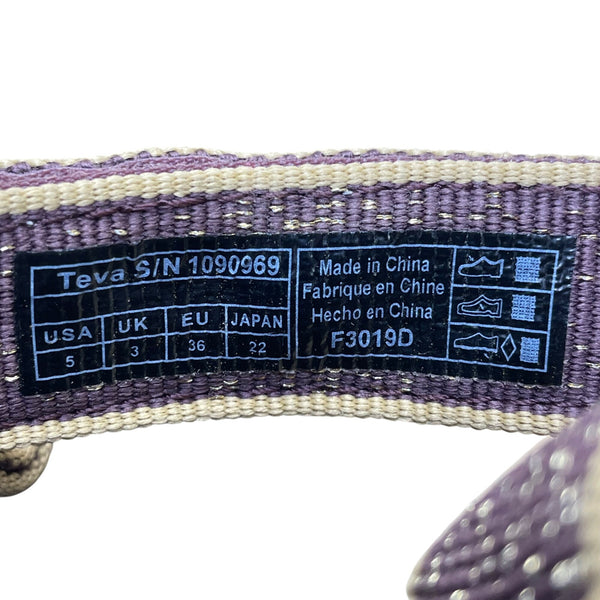 Teva S/N 1090969
USA UK EU JAPAN
5 3 36 22
Made in China
Fabrique en Chine
Hecho en China
F3019D